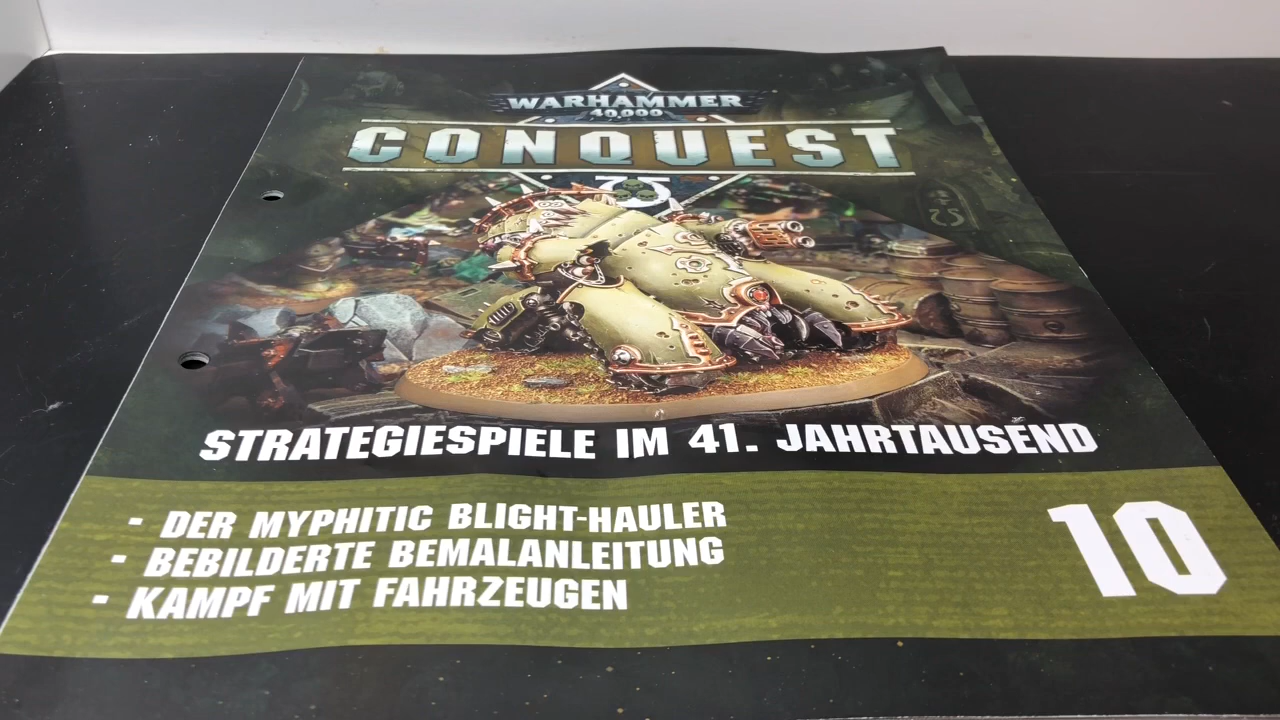 WARHAMMER
40,000
CONQUEST
STRATEGIESPIELE IM 41. JAHRTAUSEND
- DER MYPHITIC BLIGHT-HAULER
- BEBILDERTE BEMALANLEITUNG
- KAMPF MIT FAHRZEUGEN
10